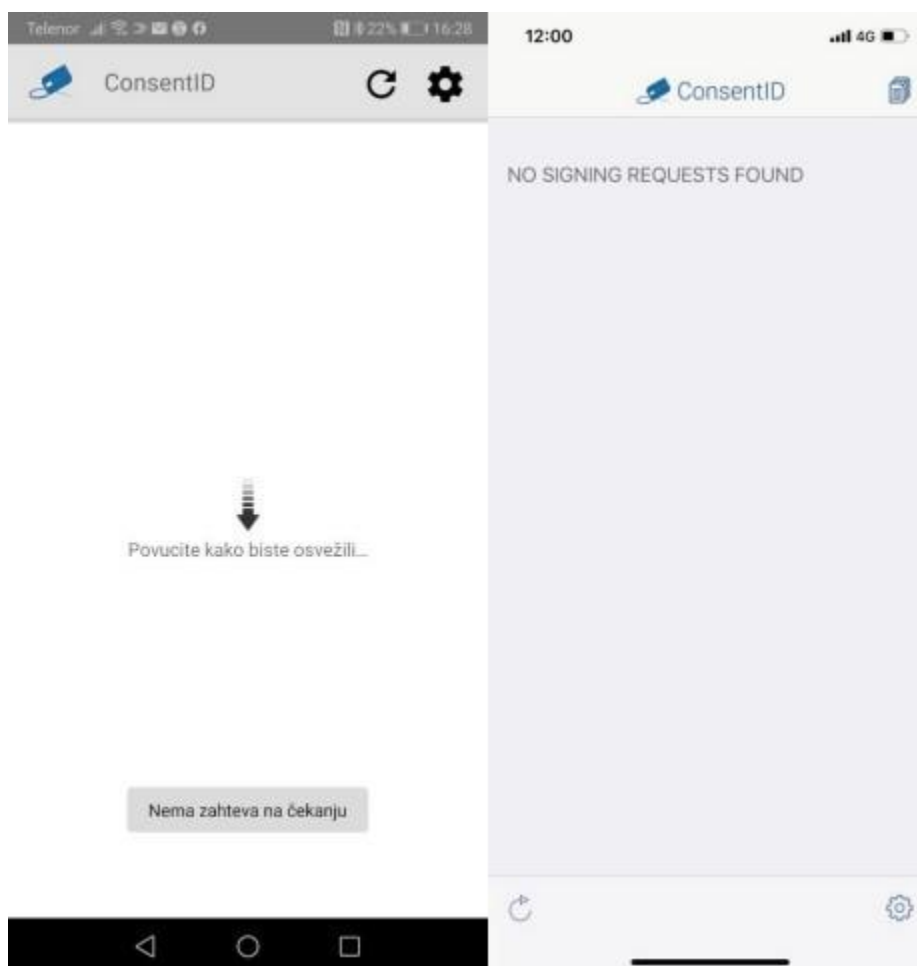 Telenor
22% 16:28
ConsentID
Povucite kako biste osvežili...
Nema zahteva na čekanju
12:00
4G
ConsentID
NO SIGNING REQUESTS FOUND